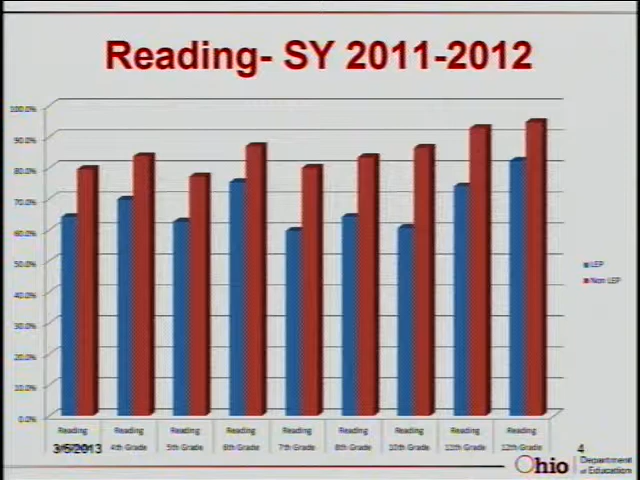 Reading- SY 2011-2012
100.0%
90.0%
80.0%
70.0%
60.0%
50.0%
40.0%
30.0%
20.0%
10.0%
0.0%
LEP
Non LEP
Reading Reading Reading Reading Reading Reading Reading Reading Reading
3/5/2013 4th Grade 5th Grade 6th Grade 7th Grade 8th Grade 10th Grade 11th Grade 12th Grade
4
Ohio
Department
of Education